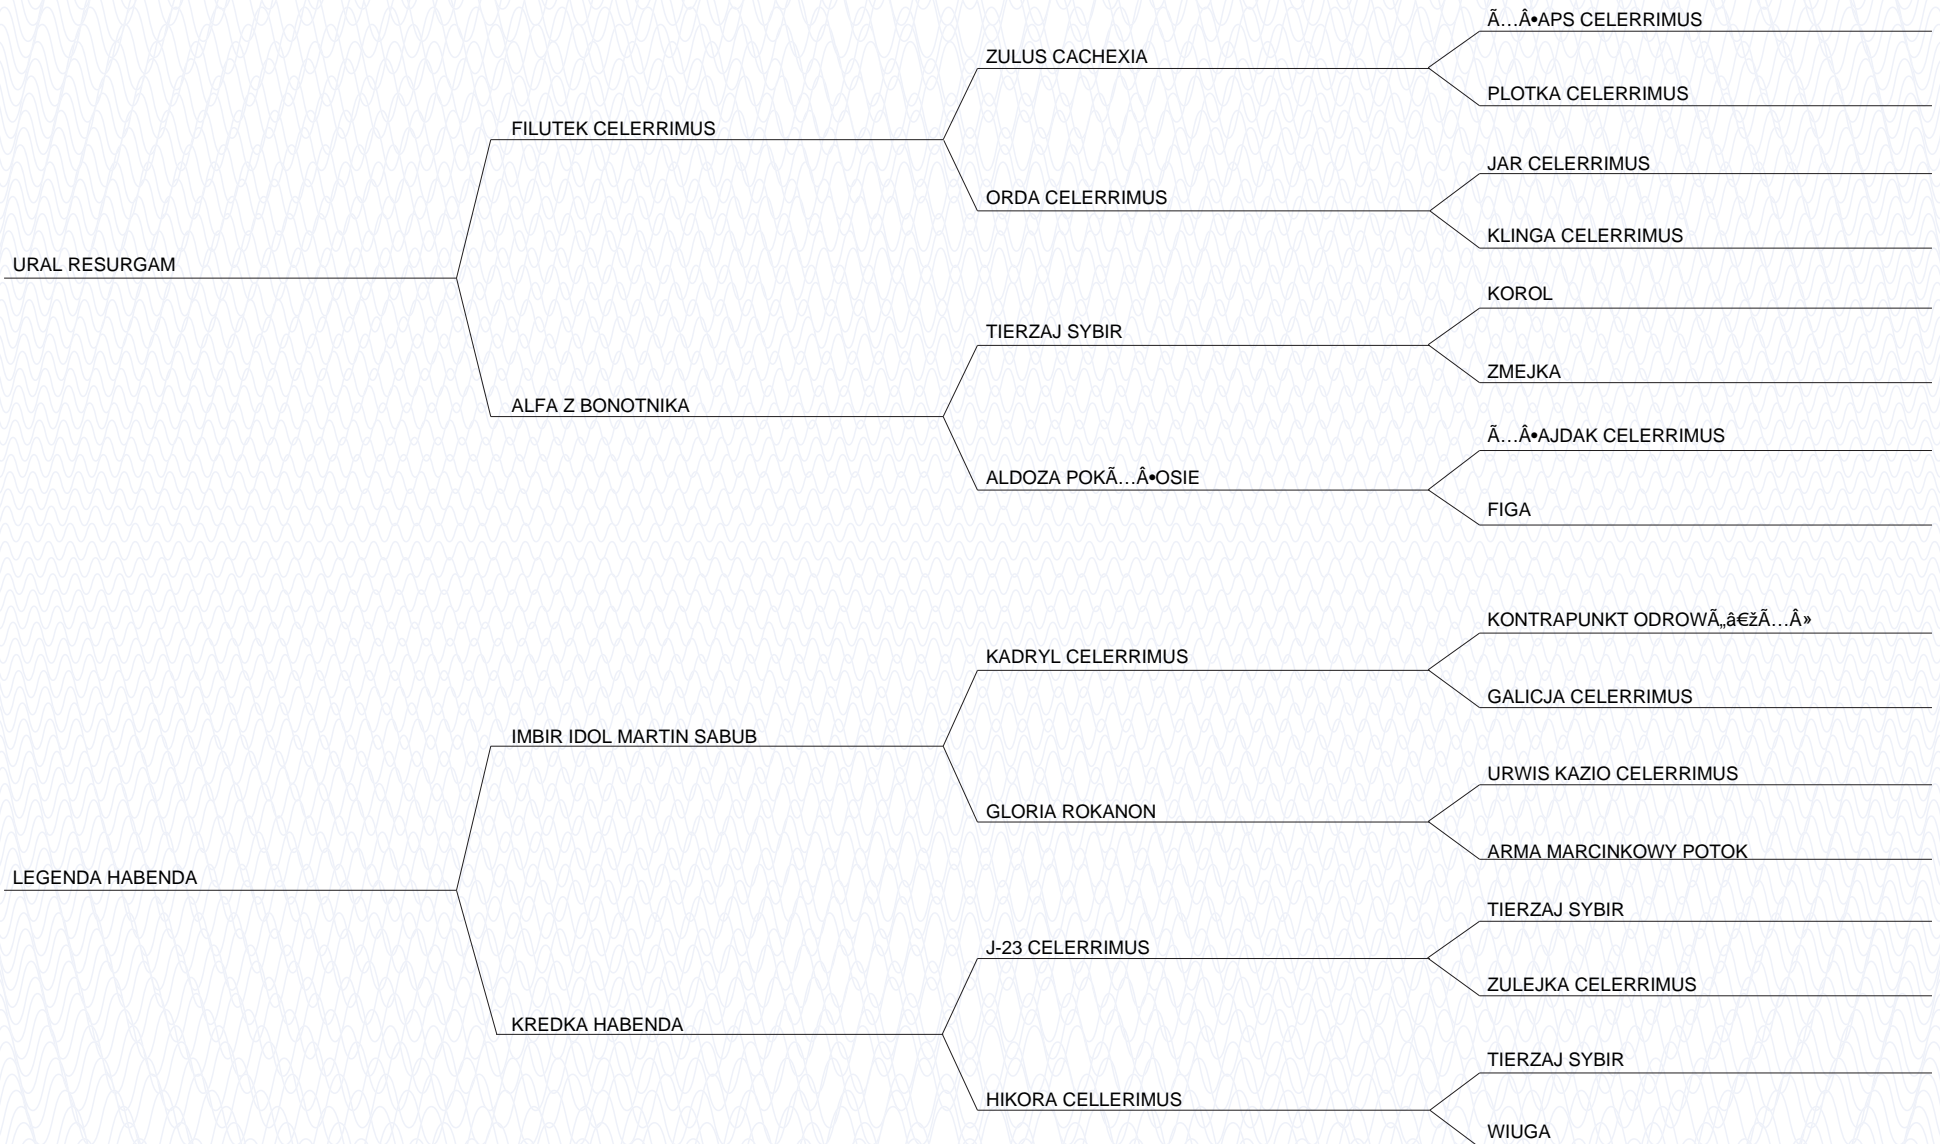 Ã…Â•APS CELERRIMUS
ZULUS CACHEXIA
PLOTKA CELERRIMUS
FILUTEK CELERRIMUS
JAR CELERRIMUS
ORDA CELERRIMUS
KLINGA CELERRIMUS
URAL RESURGAM
KOROL
TIERZAJ SYBIR
ZMEJKA
ALFA Z BONOTNIKA
Ã…Â•AJDAK CELERRIMUS
ALDOZA POKÃ…Â•OSIE
FIGA
KONTRAPUNKT ODROWÃ„â€žÃ…Â»
KADRYL CELERRIMUS
GALICJA CELERRIMUS
IMBIR IDOL MARTIN SABUB
URWIS KAZIO CELERRIMUS
GLORIA ROKANON
ARMA MARCINKOWY POTOK
LEGENDA HABENDA
TIERZAJ SYBIR
J-23 CELERRIMUS
ZULEJKA CELERRIMUS
KREDKA HABENDA
TIERZAJ SYBIR
HIKORA CELLERIMUS
WIUGA